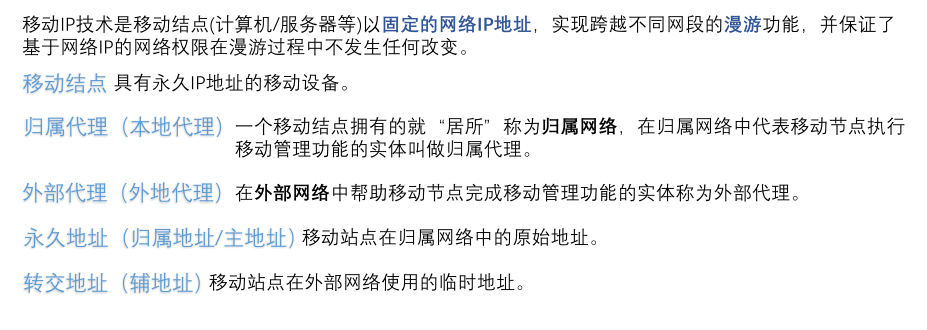 移动IP技术是移动结点(计算机/服务器等)以固定的网络IP地址，实现跨越不同网段的漫游功能，并保证了
基于网络IP的网络权限在漫游过程中不发生任何改变。
移动结点 具有永久IP地址的移动设备。
归属代理（本地代理）一个移动结点拥有的就“居所”称为归属网络，在归属网络中代表移动节点执行
移动管理功能的实体叫做归属代理。
外部代理（外地代理）在外部网络中帮助移动节点完成移动管理功能的实体称为外部代理。
永久地址（归属地址/主地址) 移动站点在归属网络中的原始地址。
转交地址（辅地址) 移动站点在外部网络使用的临时地址。